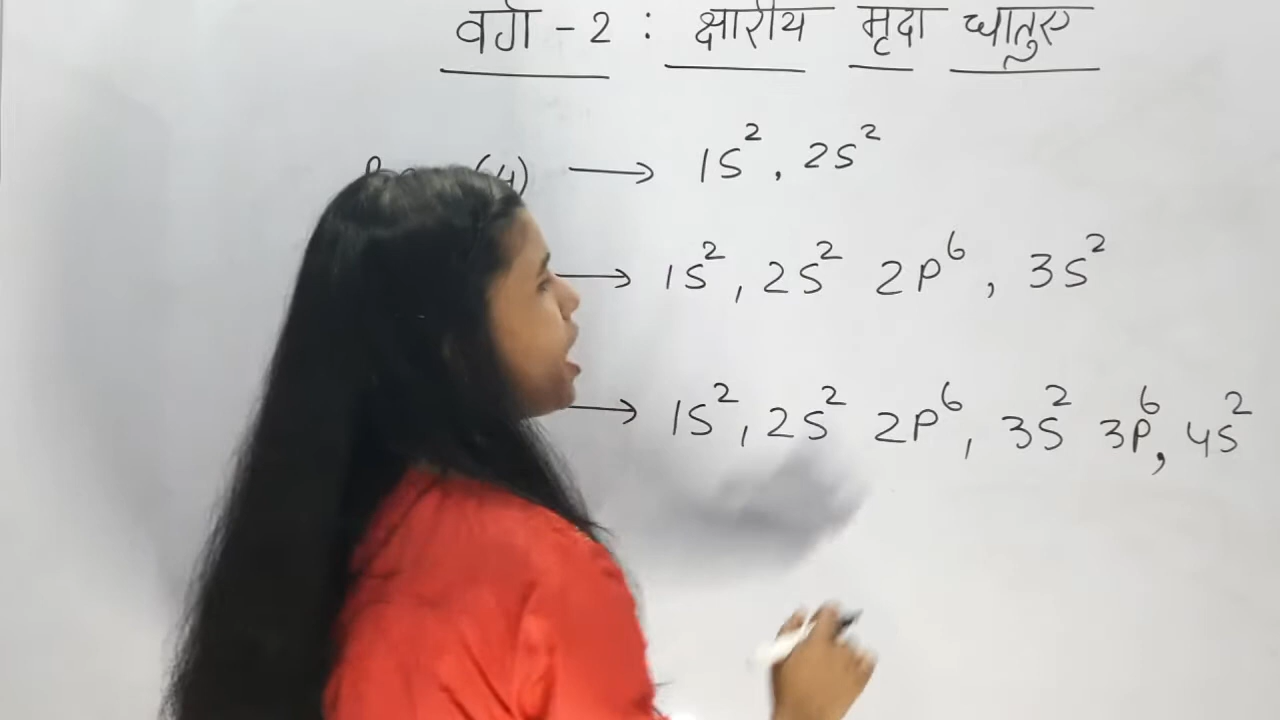 वर्ग - 2 : क्षारीय मृदा धातुए
(4) → 1s², 2s²
→ 1s², 2s² 2p⁶, 3s²
→ 1s², 2s² 2p⁶, 3s² 3p⁶, 4s²